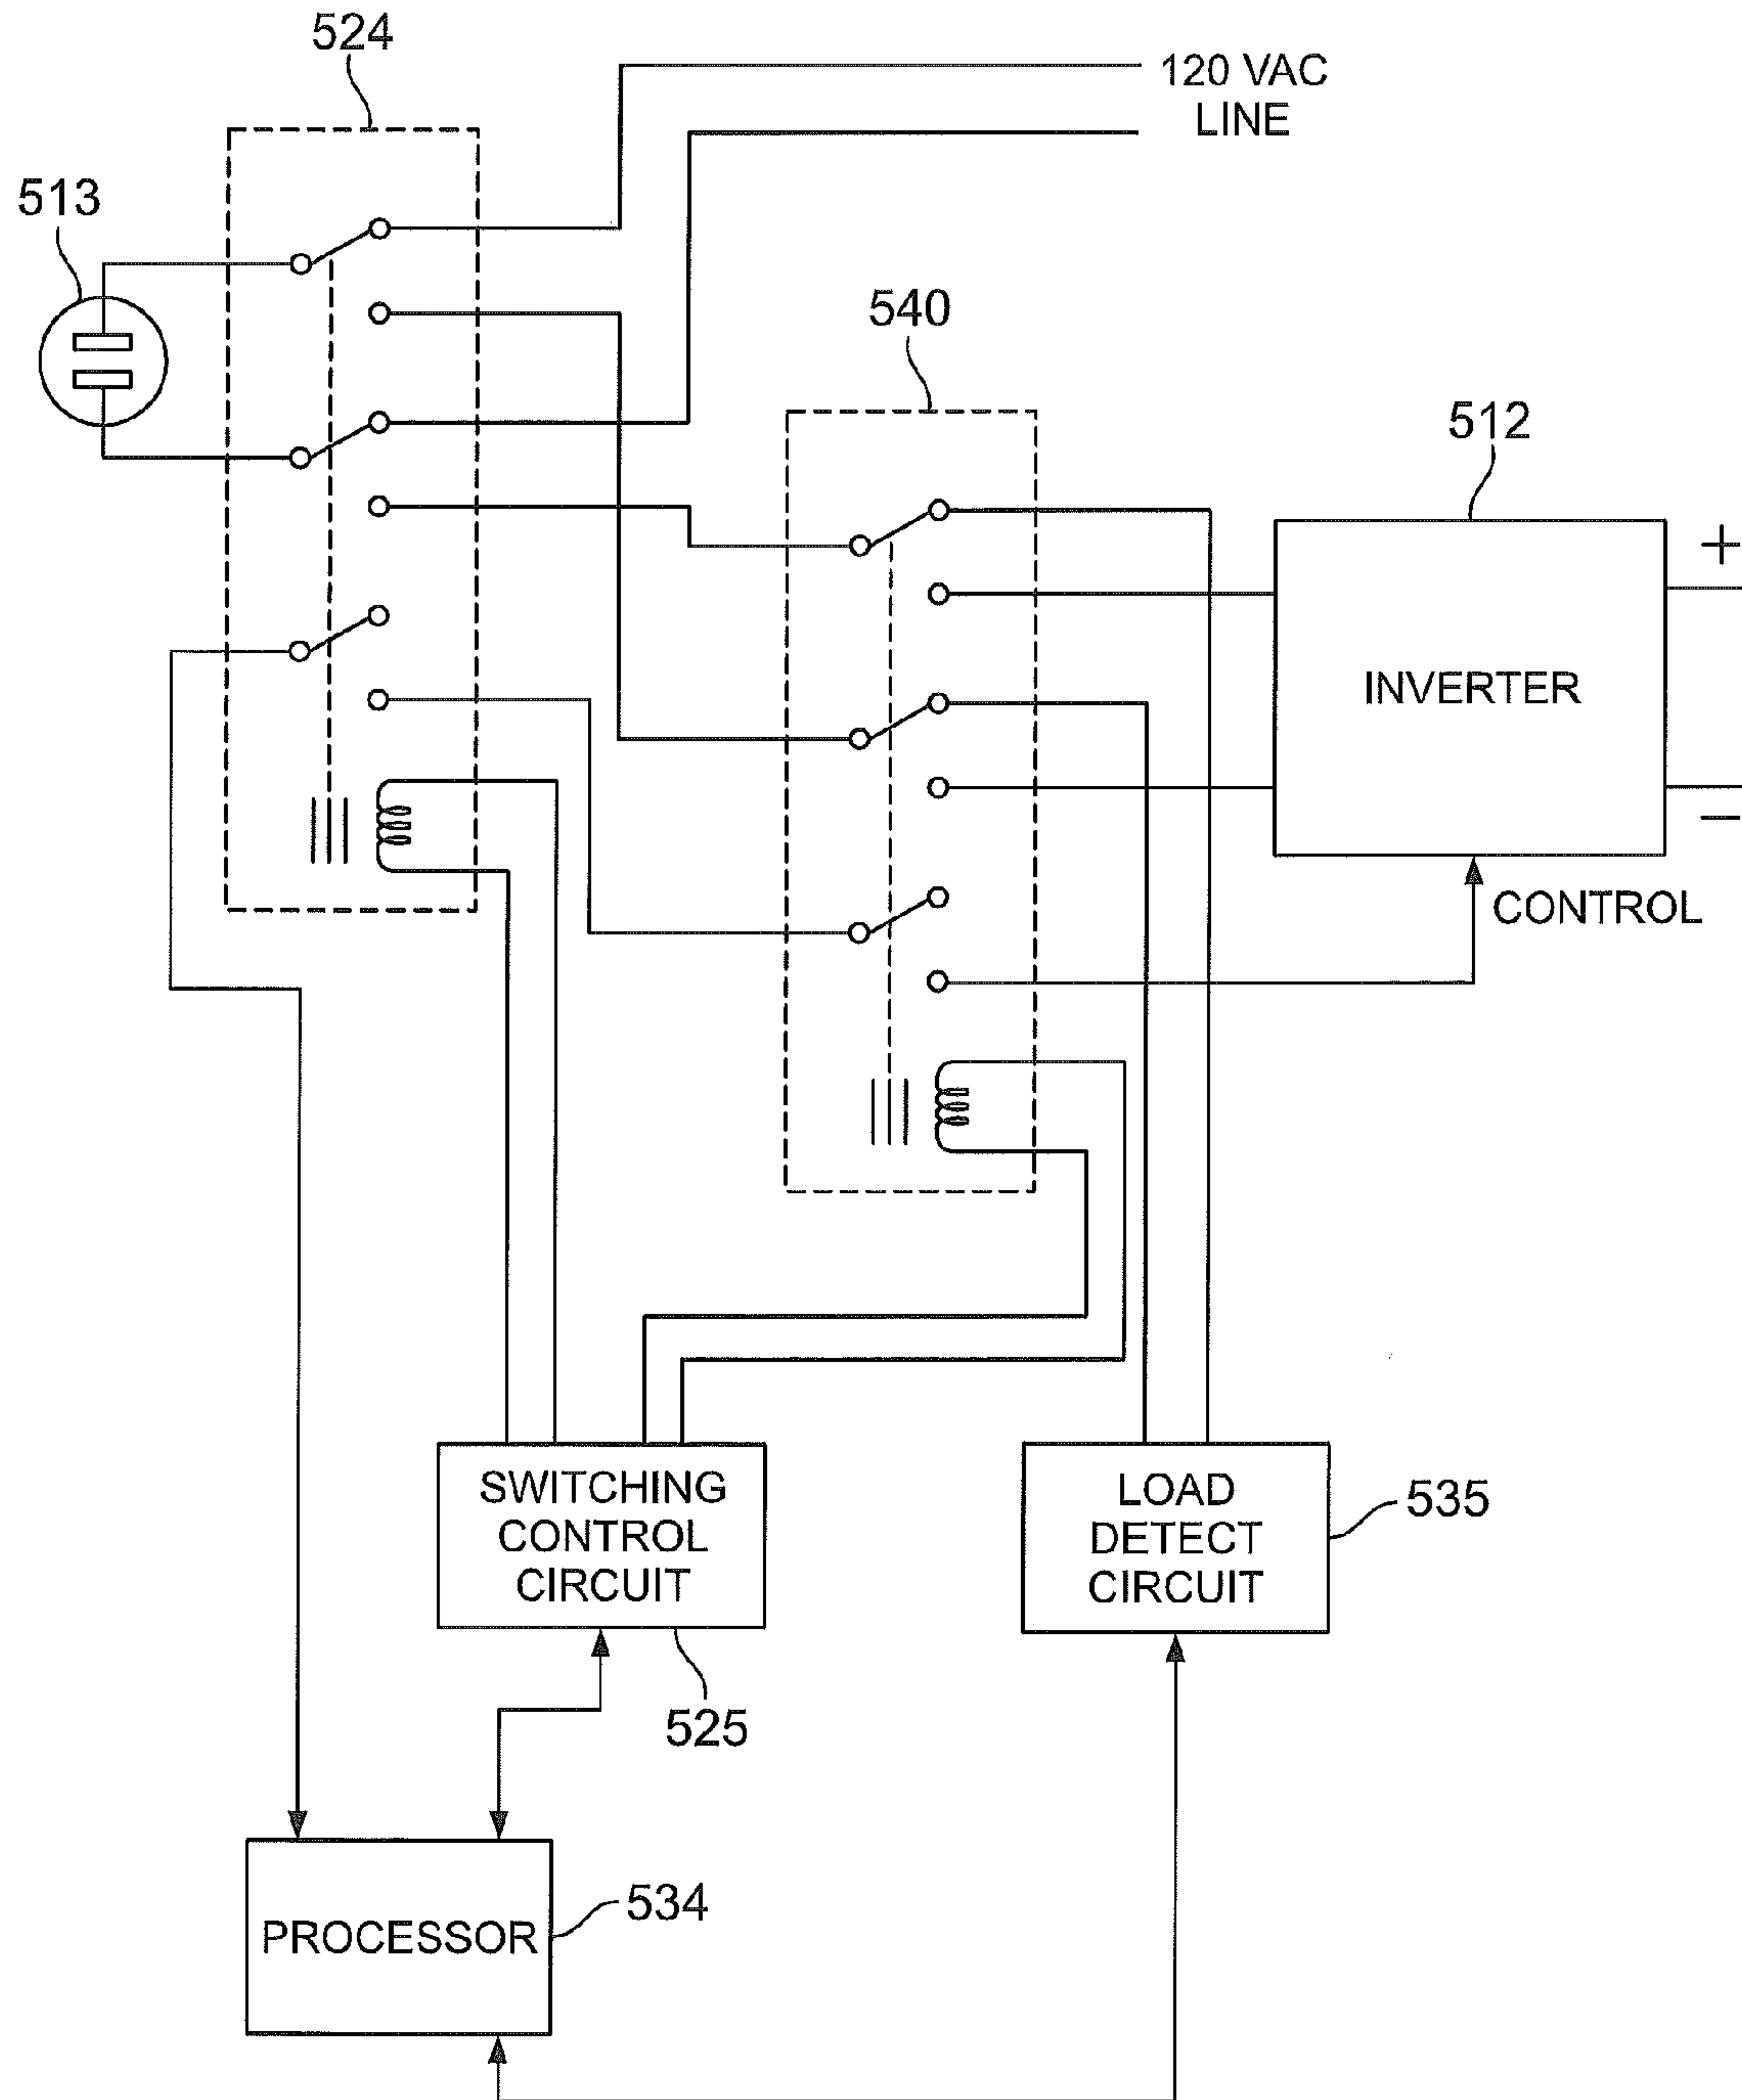 524
120 VAC
LINE
513
540
512
+
INVERTER
−
CONTROL
SWITCHING
CONTROL
CIRCUIT
LOAD
DETECT
CIRCUIT
535
525
534
PROCESSOR